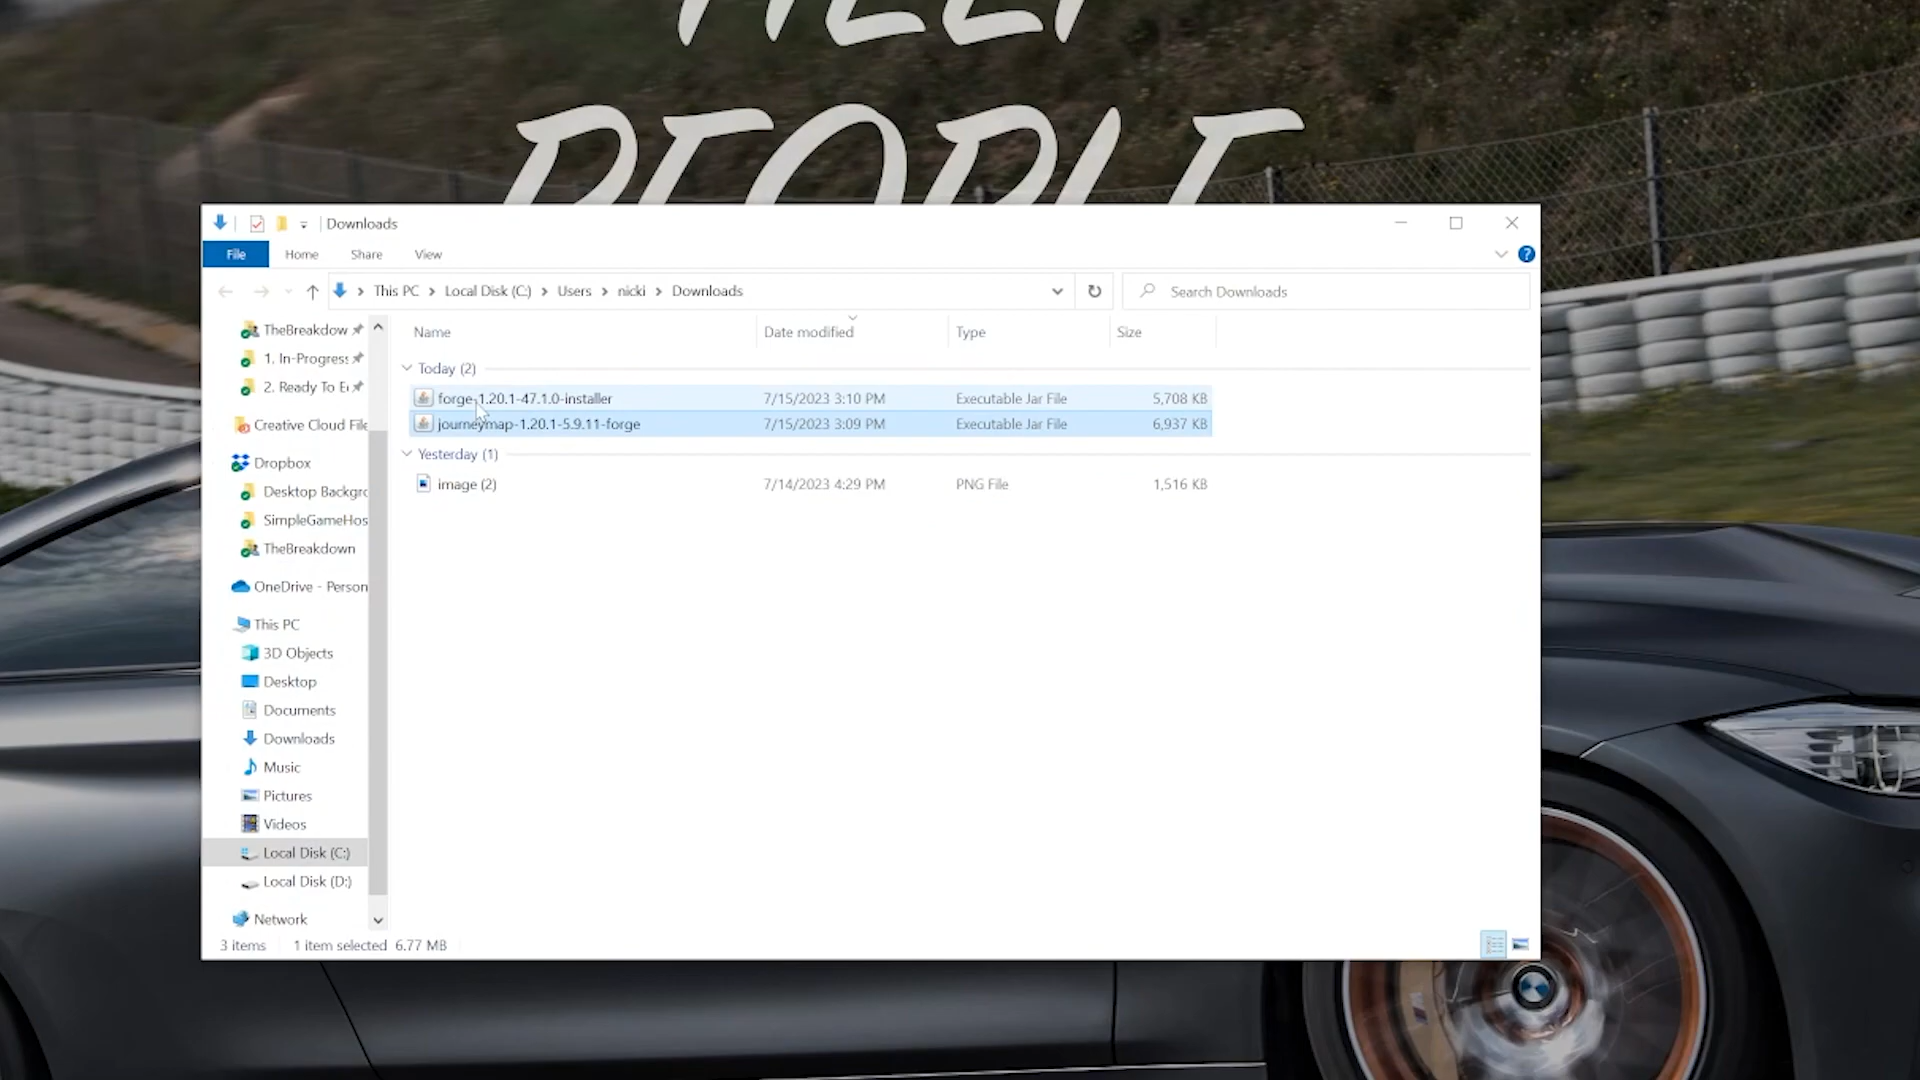 HELP
PEOPLE
Downloads
File Home Share View
This PC > Local Disk (C:) > Users > nicki > Downloads
Search Downloads
Name Date modified Type Size
Today (2)
forge-1.20.1-47.1.0-installer 7/15/2023 3:10 PM Executable Jar File 5,708 KB
journeymap-1.20.1-5.9.11-forge 7/15/2023 3:09 PM Executable Jar File 6,937 KB
Yesterday (1)
image (2) 7/14/2023 4:29 PM PNG File 1,516 KB
TheBreakdow
1. In-Progress
2. Ready To E
Creative Cloud File
Dropbox
Desktop Backgro
SimpleGameHos
TheBreakdown
OneDrive - Person
This PC
3D Objects
Desktop
Documents
Downloads
Music
Pictures
Videos
Local Disk (C:)
Local Disk (D:)
Network
3 items 1 item selected 6.77 MB